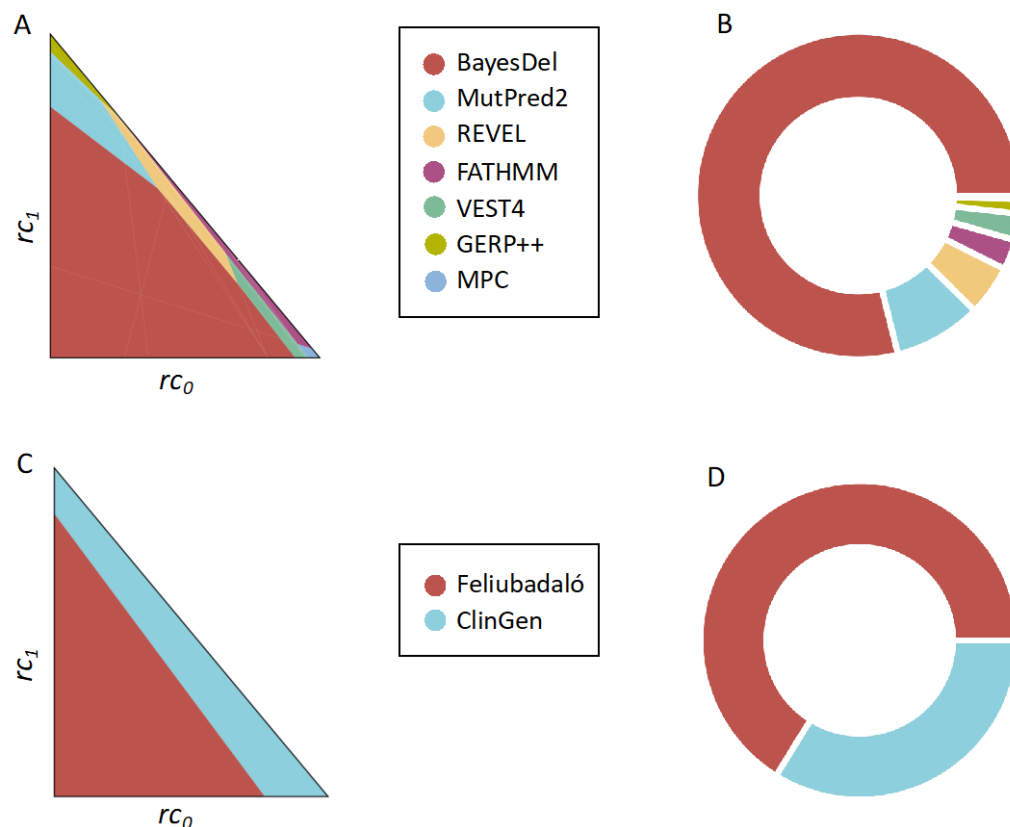 A
B
rc₁
rc₀
BayesDel
MutPred2
REVEL
FATHMM
VEST4
GERP++
MPC
C
D
rc₁
rc₀
Feliubadaló
ClinGen